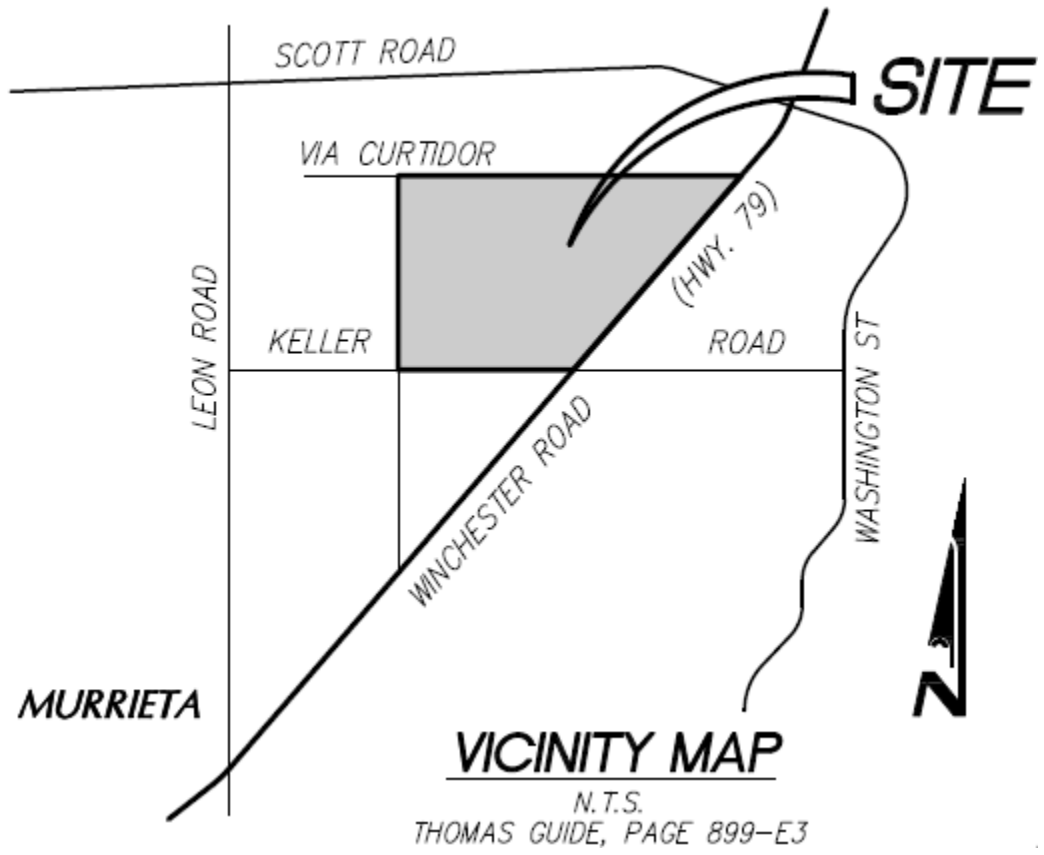 SCOTT ROAD
SITE
VIA CURTIDOR
(HWY. 79)
LEON ROAD
KELLER ROAD
WASHINGTON ST
WINCHESTER ROAD
N
MURRIETA
VICINITY MAP
N.T.S.
THOMAS GUIDE, PAGE 899-E3